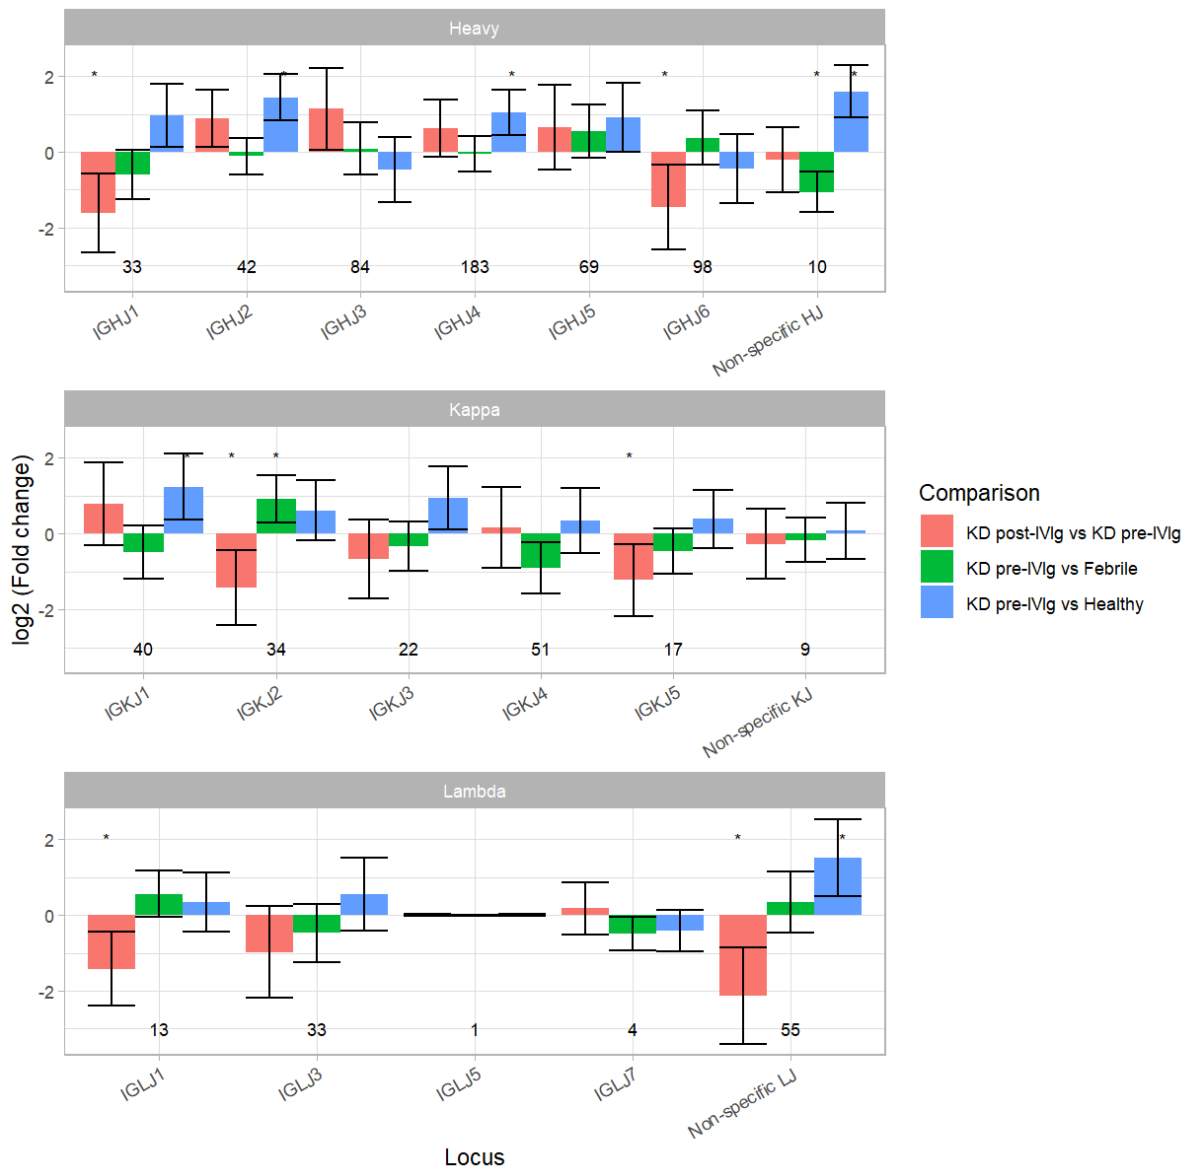 Heavy
* * * * * *
2
0
-2
33 42 84 183 69 98 10
IGHJ1 IGHJ2 IGHJ3 IGHJ4 IGHJ5 IGHJ6 Non-specific HJ
Kappa
* * * *
2
0
-2
40 34 22 51 17 9
IGKJ1 IGKJ2 IGKJ3 IGKJ4 IGKJ5 Non-specific KJ
Lambda
* * *
2
0
-2
13 33 1 4 55
IGLJ1 IGLJ3 IGLJ5 IGLJ7 Non-specific LJ
log2 (Fold change)
Locus
Comparison
KD post-IVIg vs KD pre-IVIg
KD pre-IVIg vs Febrile
KD pre-IVIg vs Healthy